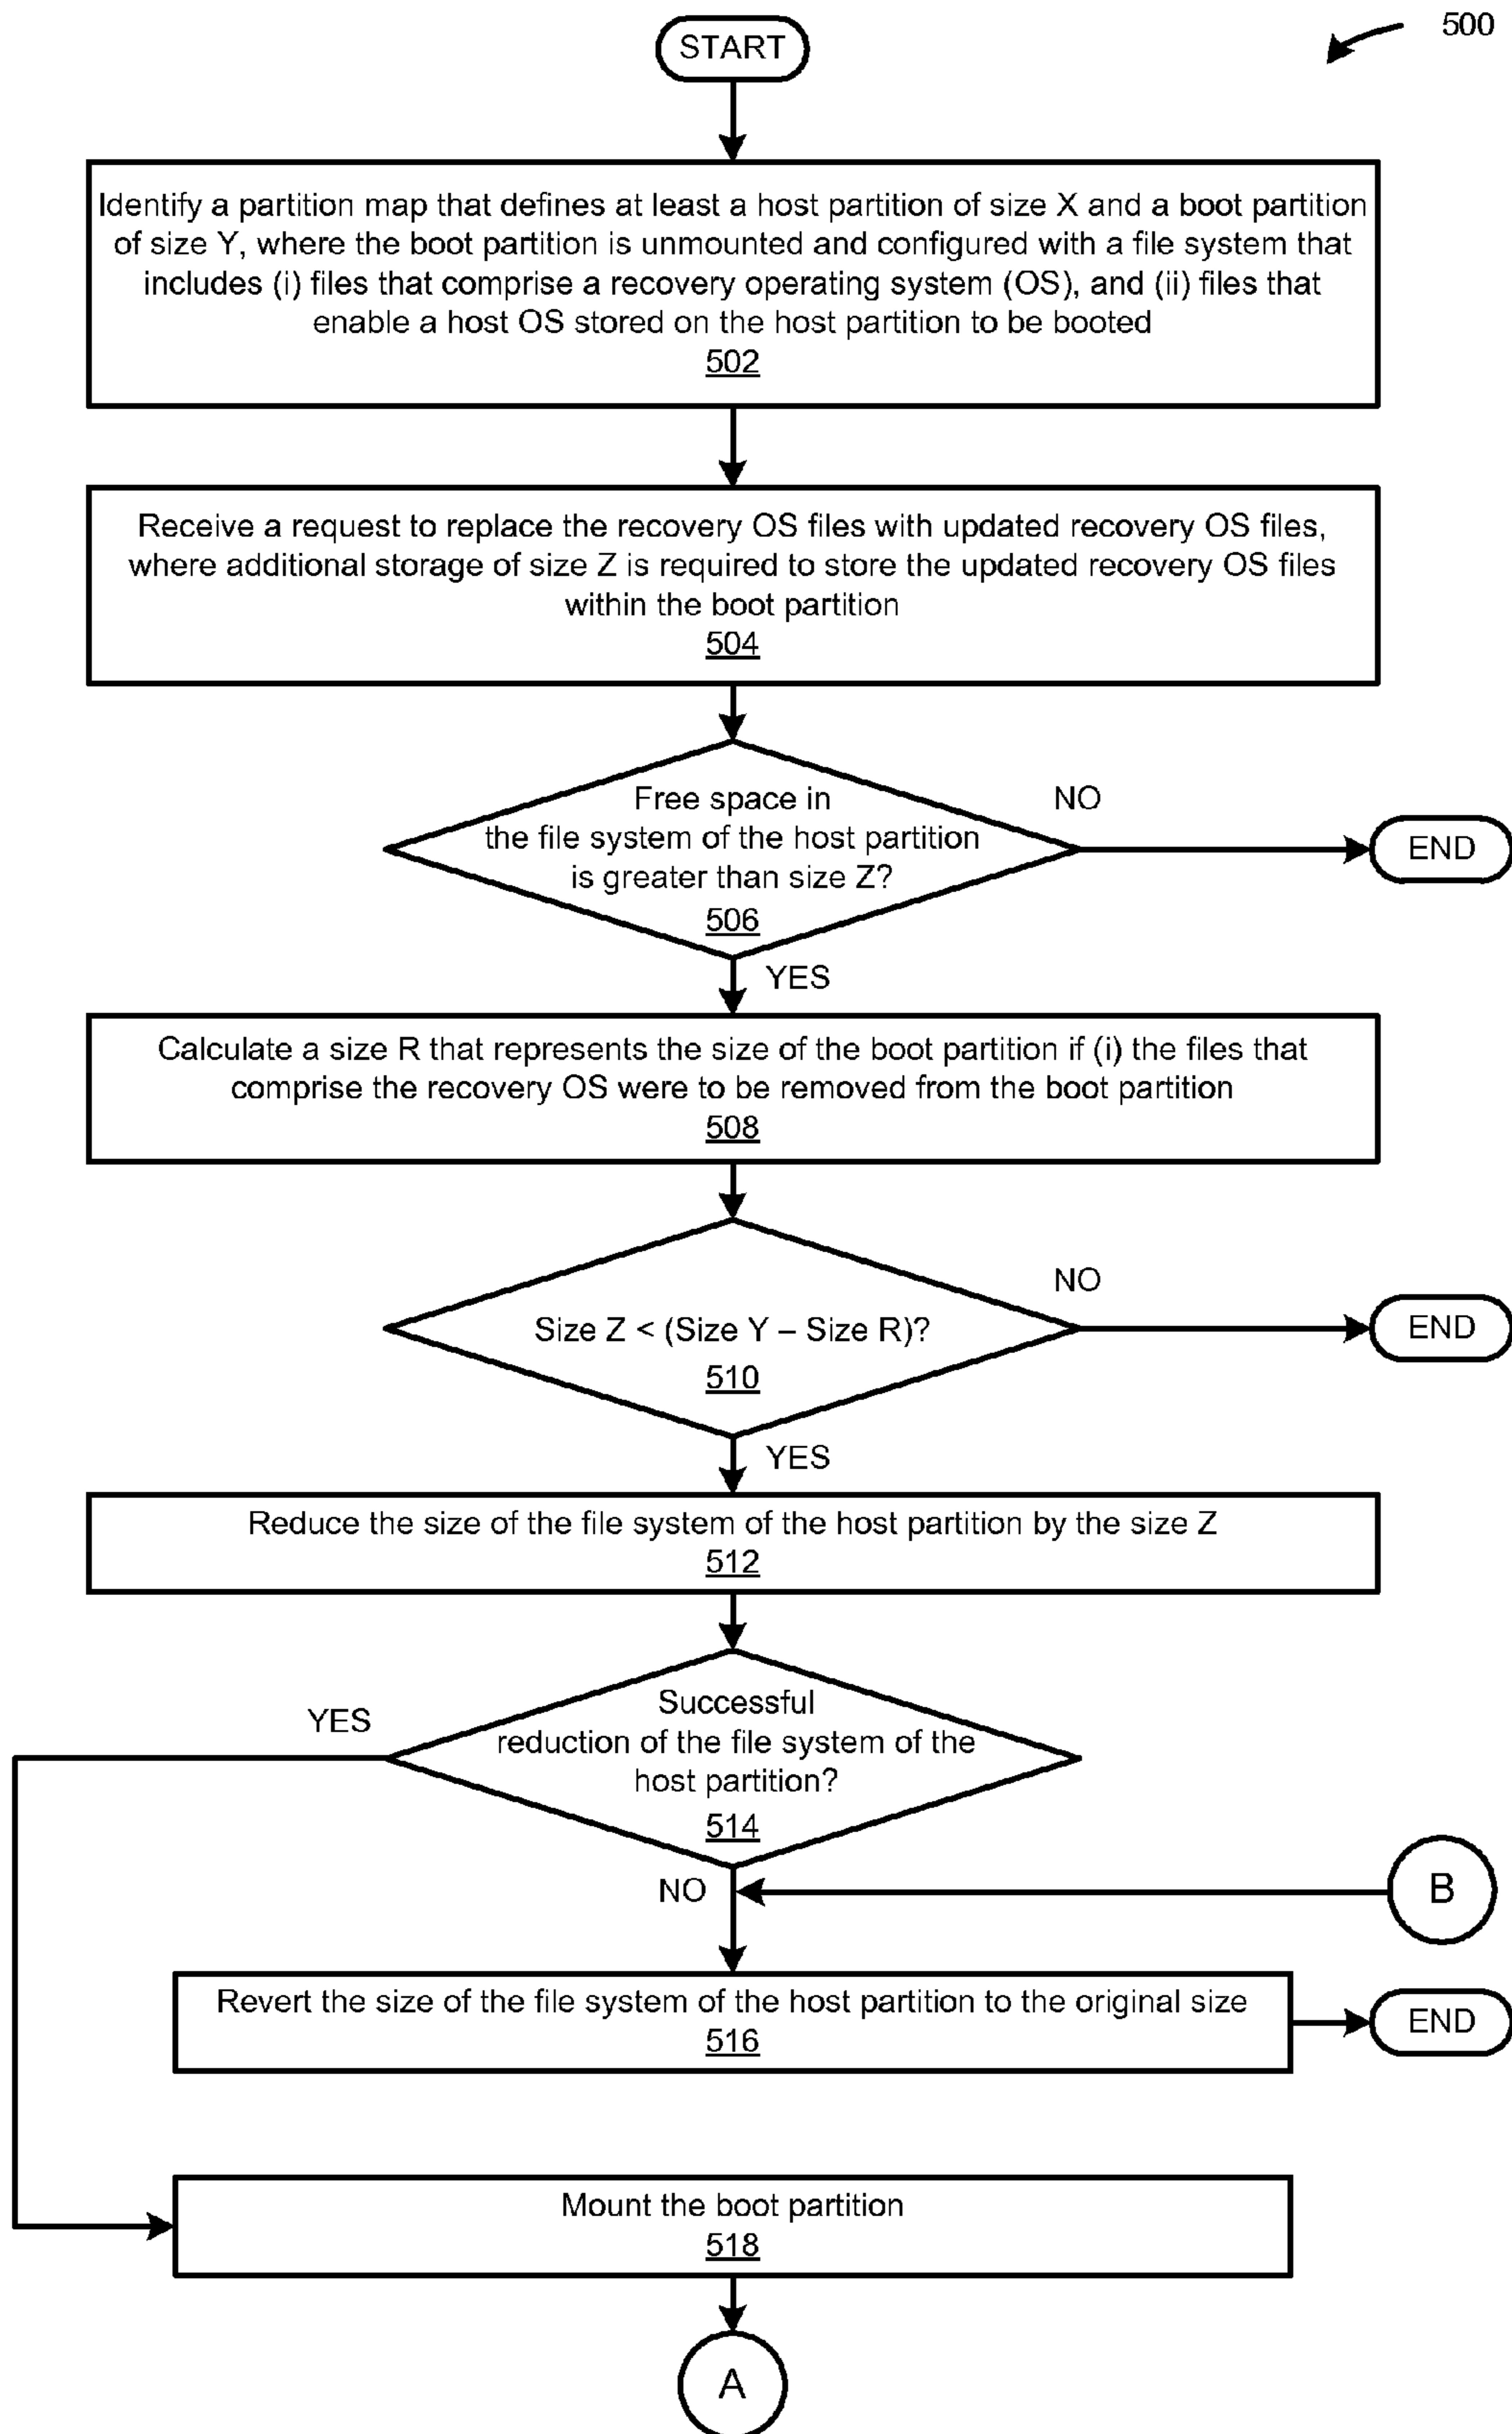 500
START
Identify a partition map that defines at least a host partition of size X and a boot partition
of size Y, where the boot partition is unmounted and configured with a file system that
includes (i) files that comprise a recovery operating system (OS), and (ii) files that
enable a host OS stored on the host partition to be booted
502
Receive a request to replace the recovery OS files with updated recovery OS files,
where additional storage of size Z is required to store the updated recovery OS files
within the boot partition
504
Free space in
the file system of the host partition
is greater than size Z?
506
NO
END
YES
Calculate a size R that represents the size of the boot partition if (i) the files that
comprise the recovery OS were to be removed from the boot partition
508
Size Z < (Size Y – Size R)?
510
NO
END
YES
Reduce the size of the file system of the host partition by the size Z
512
Successful
reduction of the file system of the
host partition?
514
YES
NO
B
Revert the size of the file system of the host partition to the original size
516
END
Mount the boot partition
518
A